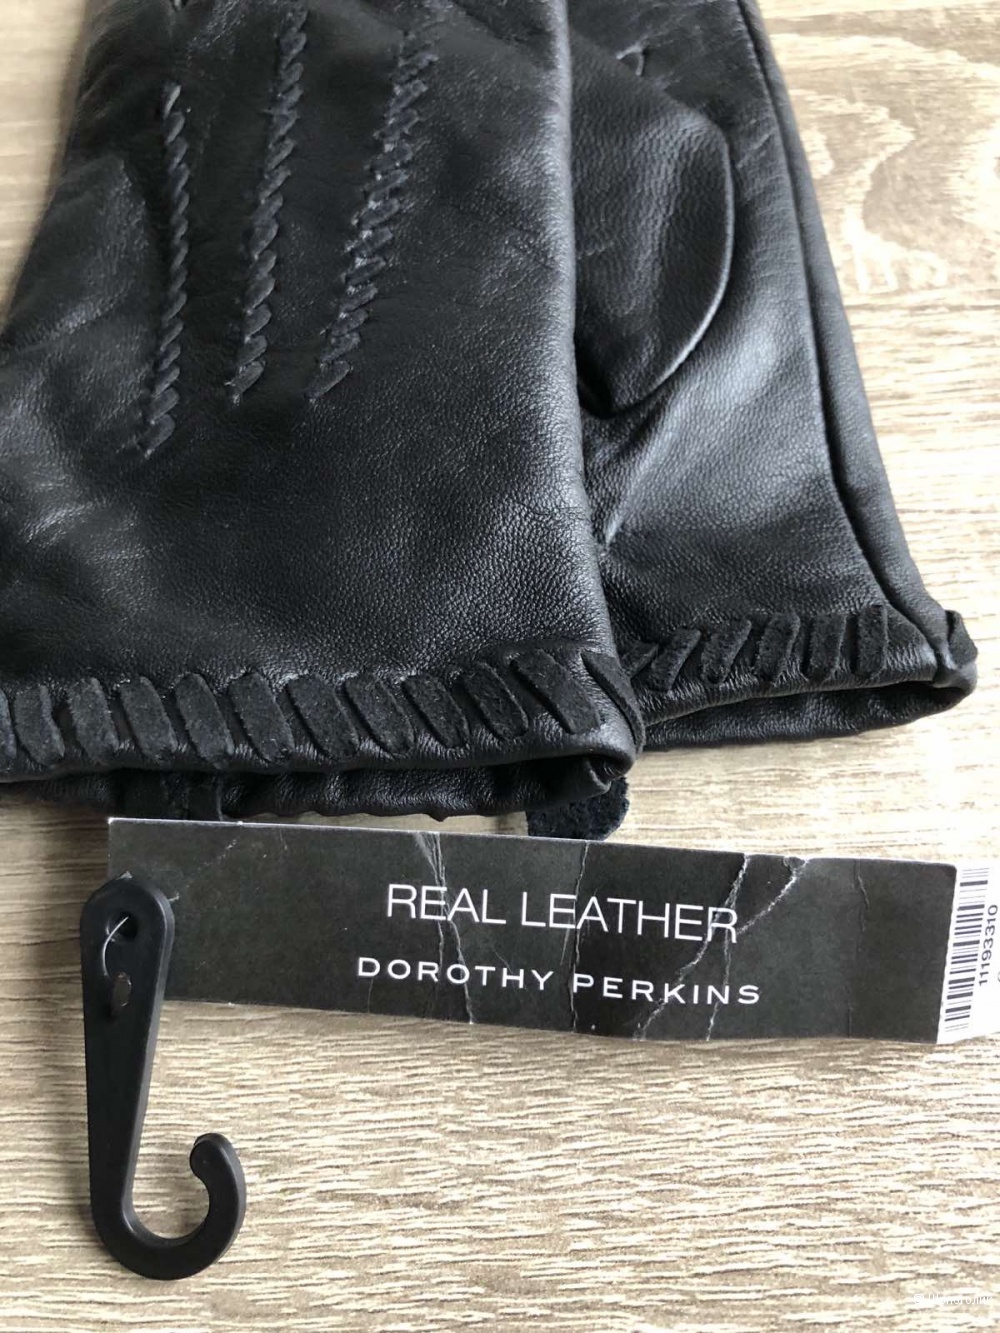 REAL LEATHER
DOROTHY PERKINS
11193310